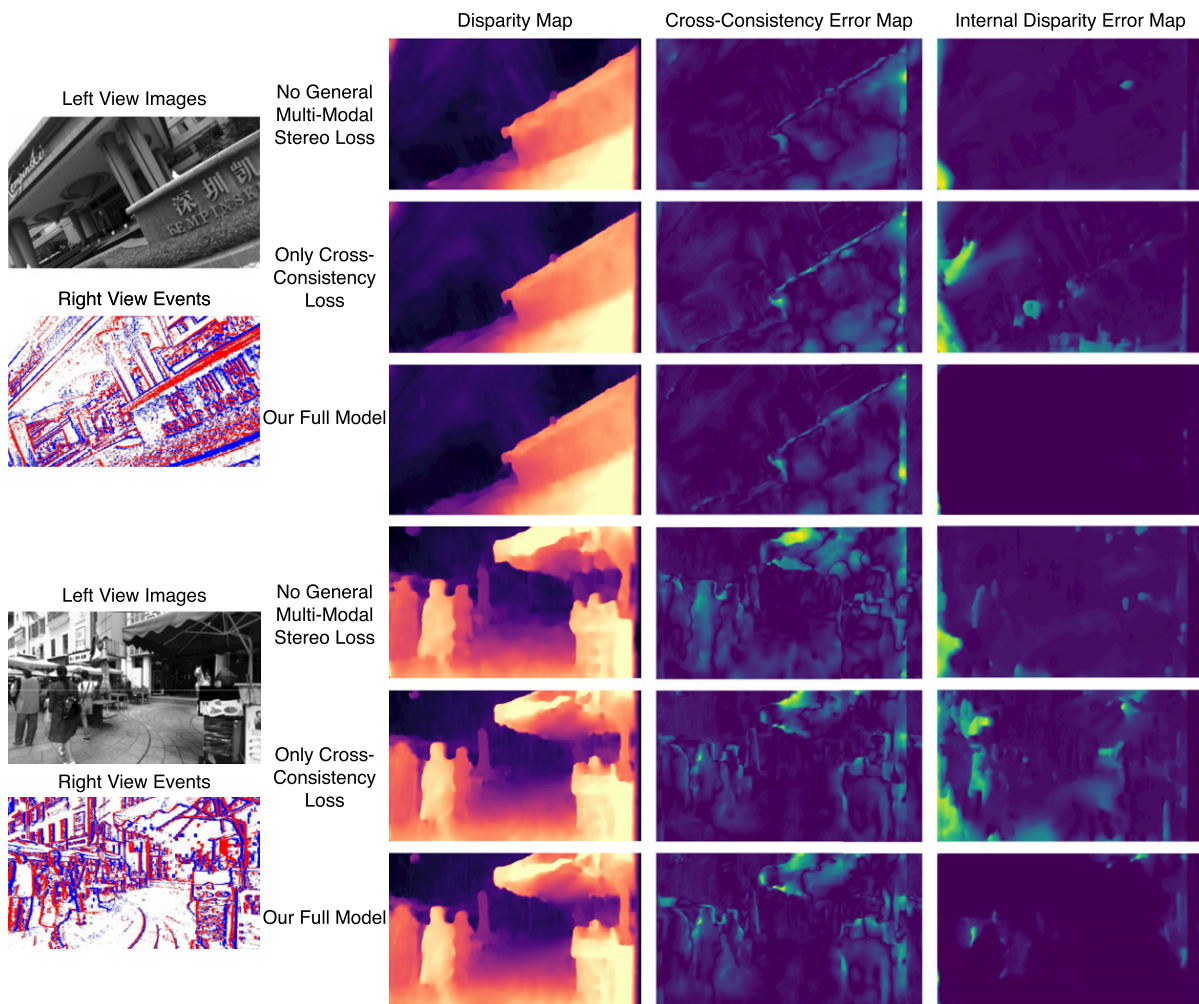 Disparity Map
Cross-Consistency Error Map
Internal Disparity Error Map
Left View Images
No General
Multi-Modal
Stereo Loss
深圳凯
KEMPINSK
Only Cross-
Consistency
Loss
Right View Events
Our Full Model
Left View Images
No General
Multi-Modal
Stereo Loss
Right View Events
Only Cross-
Consistency
Loss
Our Full Model